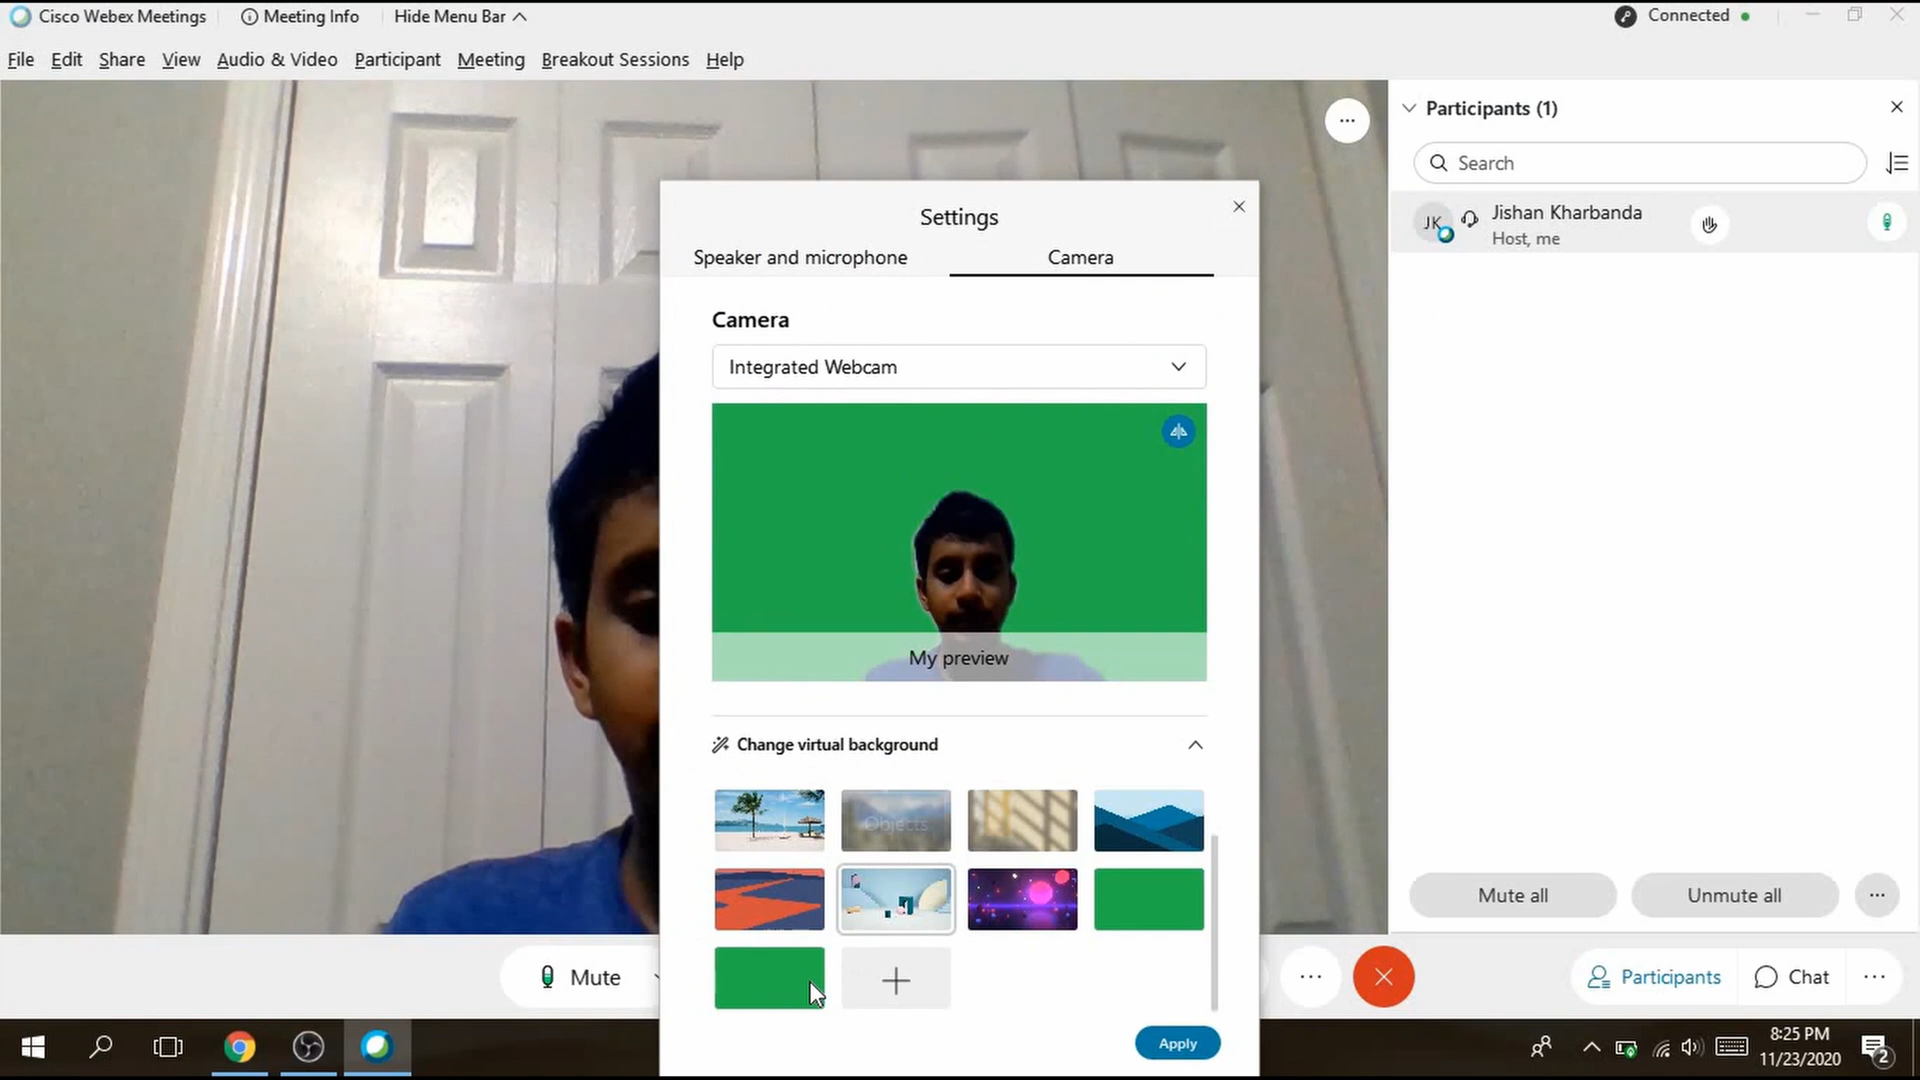 Cisco Webex Meetings
Meeting Info
Hide Menu Bar
Connected
File Edit Share View Audio & Video Participant Meeting Breakout Sessions Help
Participants (1)
Search
JK
Jishan Kharbanda
Host, me
Settings
Speaker and microphone
Camera
Camera
Integrated Webcam
My preview
Change virtual background
Objects
Apply
Mute all
Unmute all
Mute
Participants
Chat
8:25 PM
11/23/2020
2